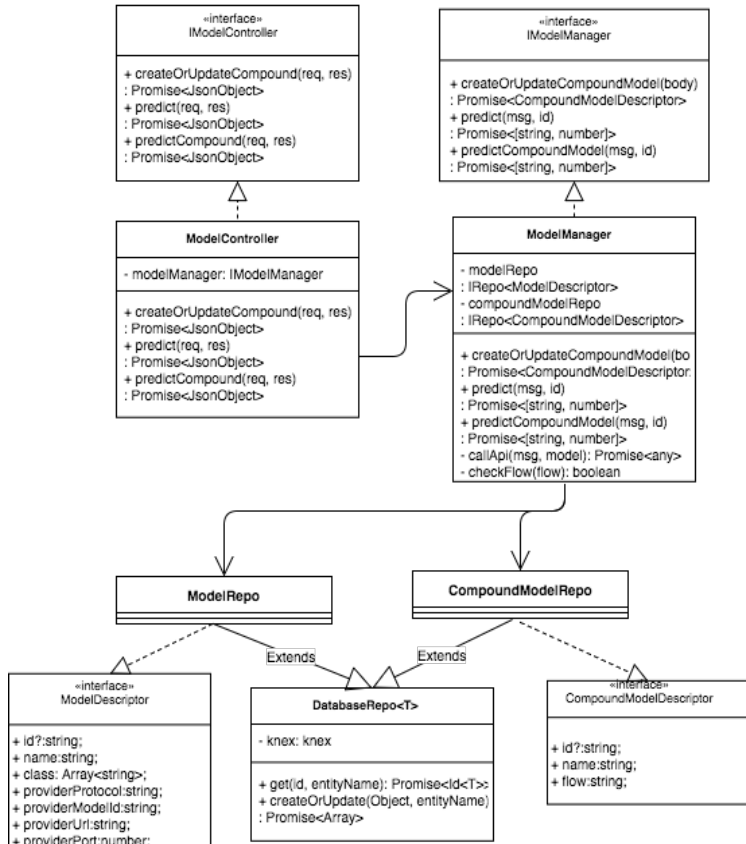 «interface»
IModelController
+ createOrUpdateCompound(req, res)
: Promise<JsonObject>
+ predict(req, res)
: Promise<JsonObject>
+ predictCompound(req, res)
: Promise<JsonObject>
«interface»
IModelManager
+ createOrUpdateCompoundModel(body)
: Promise<CompoundModelDescriptor>
+ predict(msg, id)
: Promise<[string, number]>
+ predictCompoundModel(msg, id)
: Promise<[string, number]>
ModelController
- modelManager: IModelManager
+ createOrUpdateCompound(req, res)
: Promise<JsonObject>
+ predict(req, res)
: Promise<JsonObject>
+ predictCompound(req, res)
: Promise<JsonObject>
ModelManager
- modelRepo
: IRepo<ModelDescriptor>
- compoundModelRepo
: IRepo<CompoundModelDescriptor>
+ createOrUpdateCompoundModel(bo
: Promise<CompoundModelDescriptor
+ predict(msg, id)
: Promise<[string, number]>
+ predictCompoundModel(msg, id)
: Promise<[string, number]>
- callApi(msg, model): Promise<any>
- checkFlow(flow): boolean
ModelRepo
CompoundModelRepo
Extends
Extends
«interface»
ModelDescriptor
+ id?:string;
+ name:string;
+ class: Array<string>;
+ providerProtocol:string;
+ providerModelId:string;
+ providerUrl:string;
+ providerPort:number;
DatabaseRepo<T>
- knex: knex
+ get(id, entityName): Promise<Id<T>>
+ createOrUpdate(Object, entityName)
: Promise<Array>
«interface»
CompoundModelDescriptor
+ id?:string;
+ name:string;
+ flow:string;